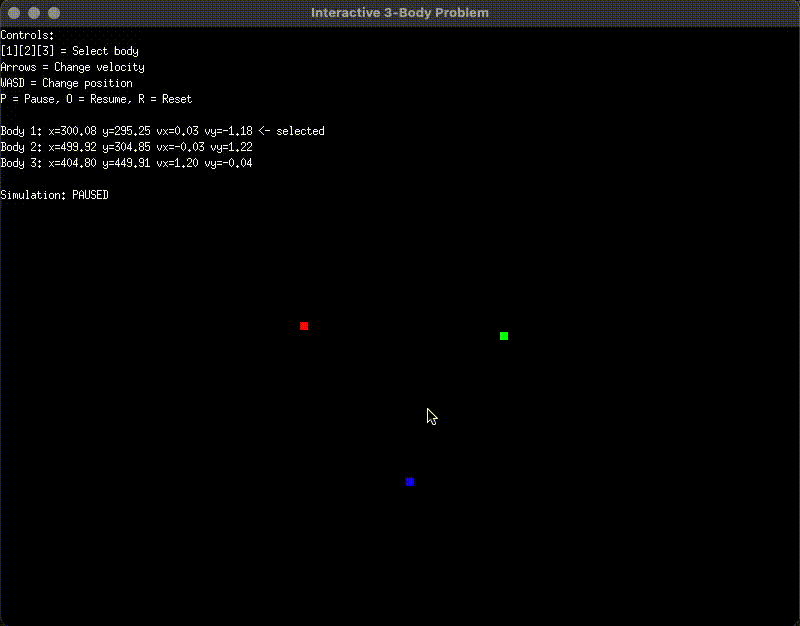 Interactive 3-Body Problem
Controls:
[1][2][3] = Select body
Arrows = Change velocity
WASD = Change position
P = Pause, O = Resume, R = Reset
Body 1: x=300.08 y=295.25 vx=0.03 vy=-1.18 <- selected
Body 2: x=499.92 y=304.85 vx=-0.03 vy=1.22
Body 3: x=404.80 y=449.91 vx=1.20 vy=-0.04
Simulation: PAUSED